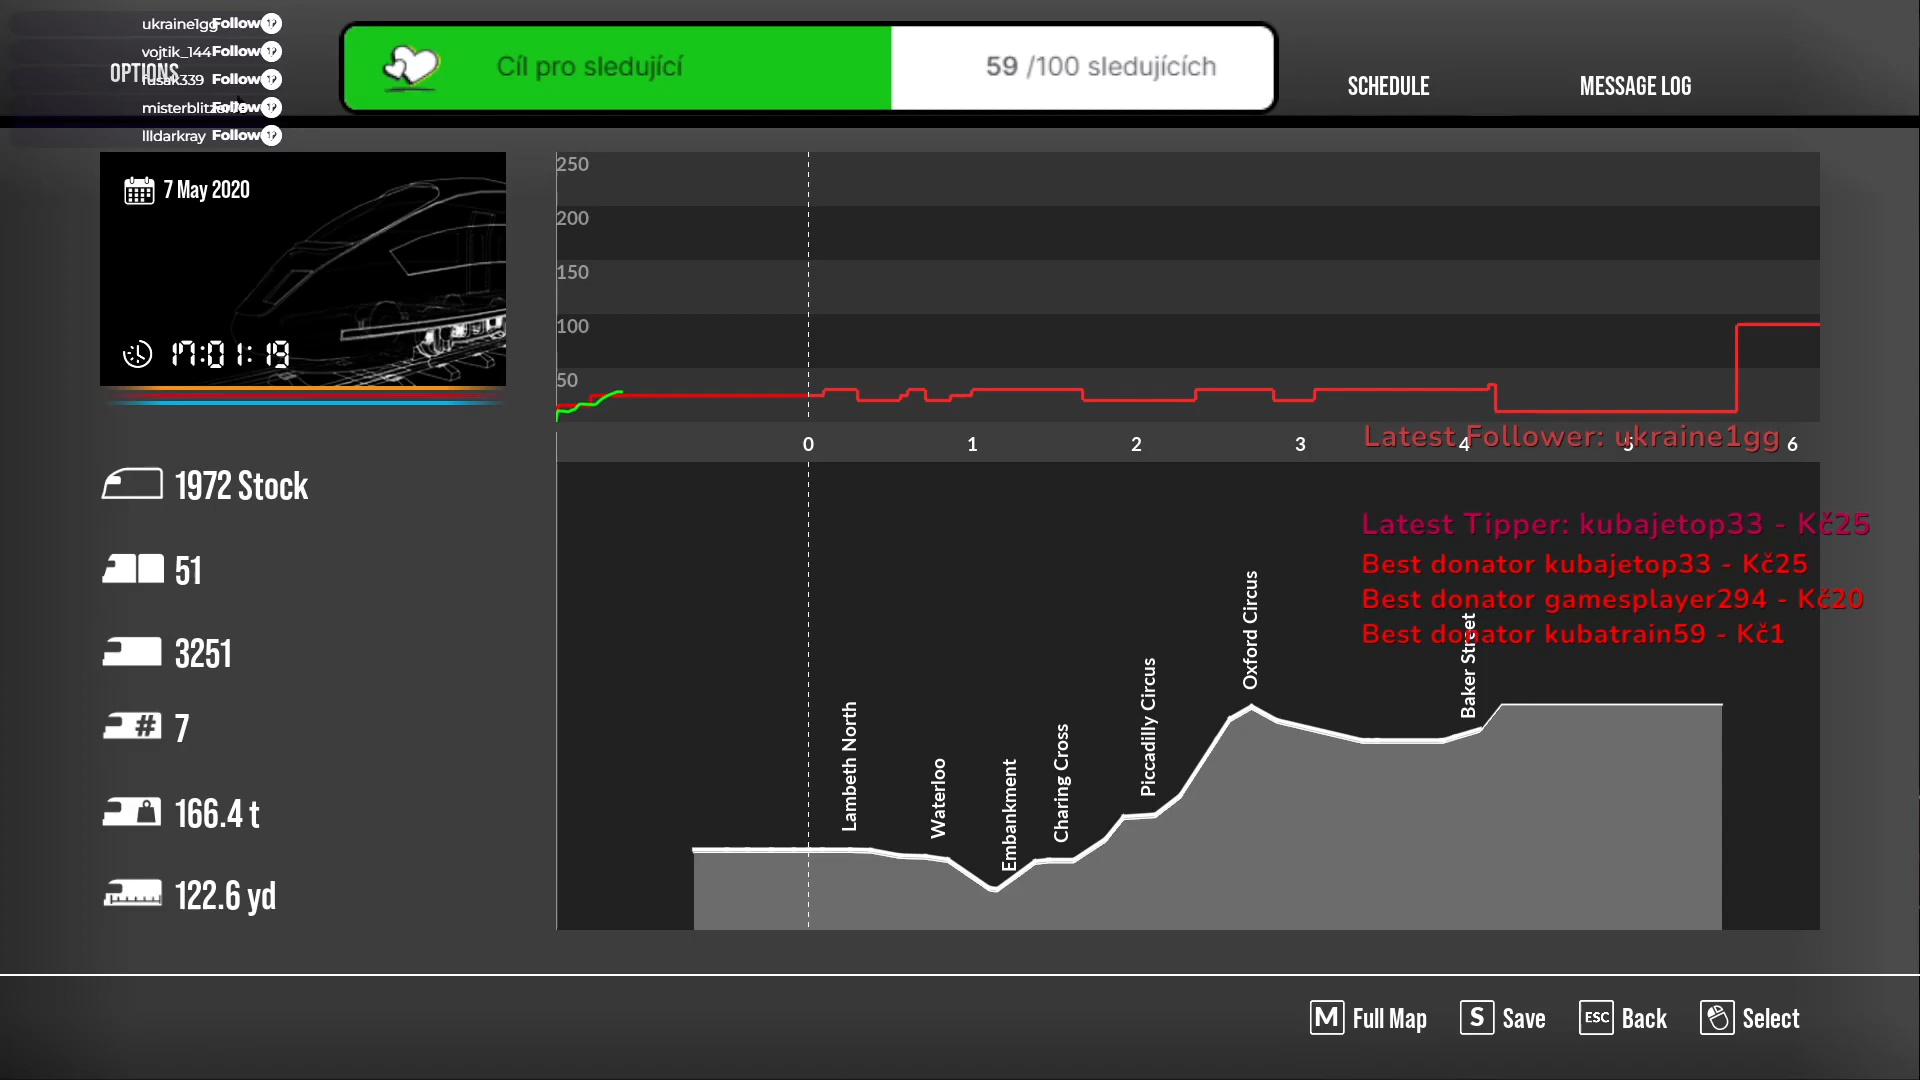 ukraine1gg Follow
vojtik_144 Follow
OPTIONS
rusak339 Follow
Follow
llldarkray Follow
Cíl pro sledující
59 /100 sledujících
SCHEDULE
MESSAGE LOG
7 May 2020
17:01:19
250
200
150
100
50
0 1 2 3 4 5 6
Latest Follower: ukraine1gg
1972 Stock
51
3251
# 7
166.4 t
122.6 yd
Latest Tipper: kubajetop33 - Kč25
Best donator kubajetop33 - Kč25
Best donator gamesplayer294 - Kč20
Best donator kubatrain59 - Kč1
Lambeth North
Waterloo
Embankment
Charing Cross
Piccadilly Circus
Oxford Circus
Baker Street
M Full Map
S Save
ESC Back
Select